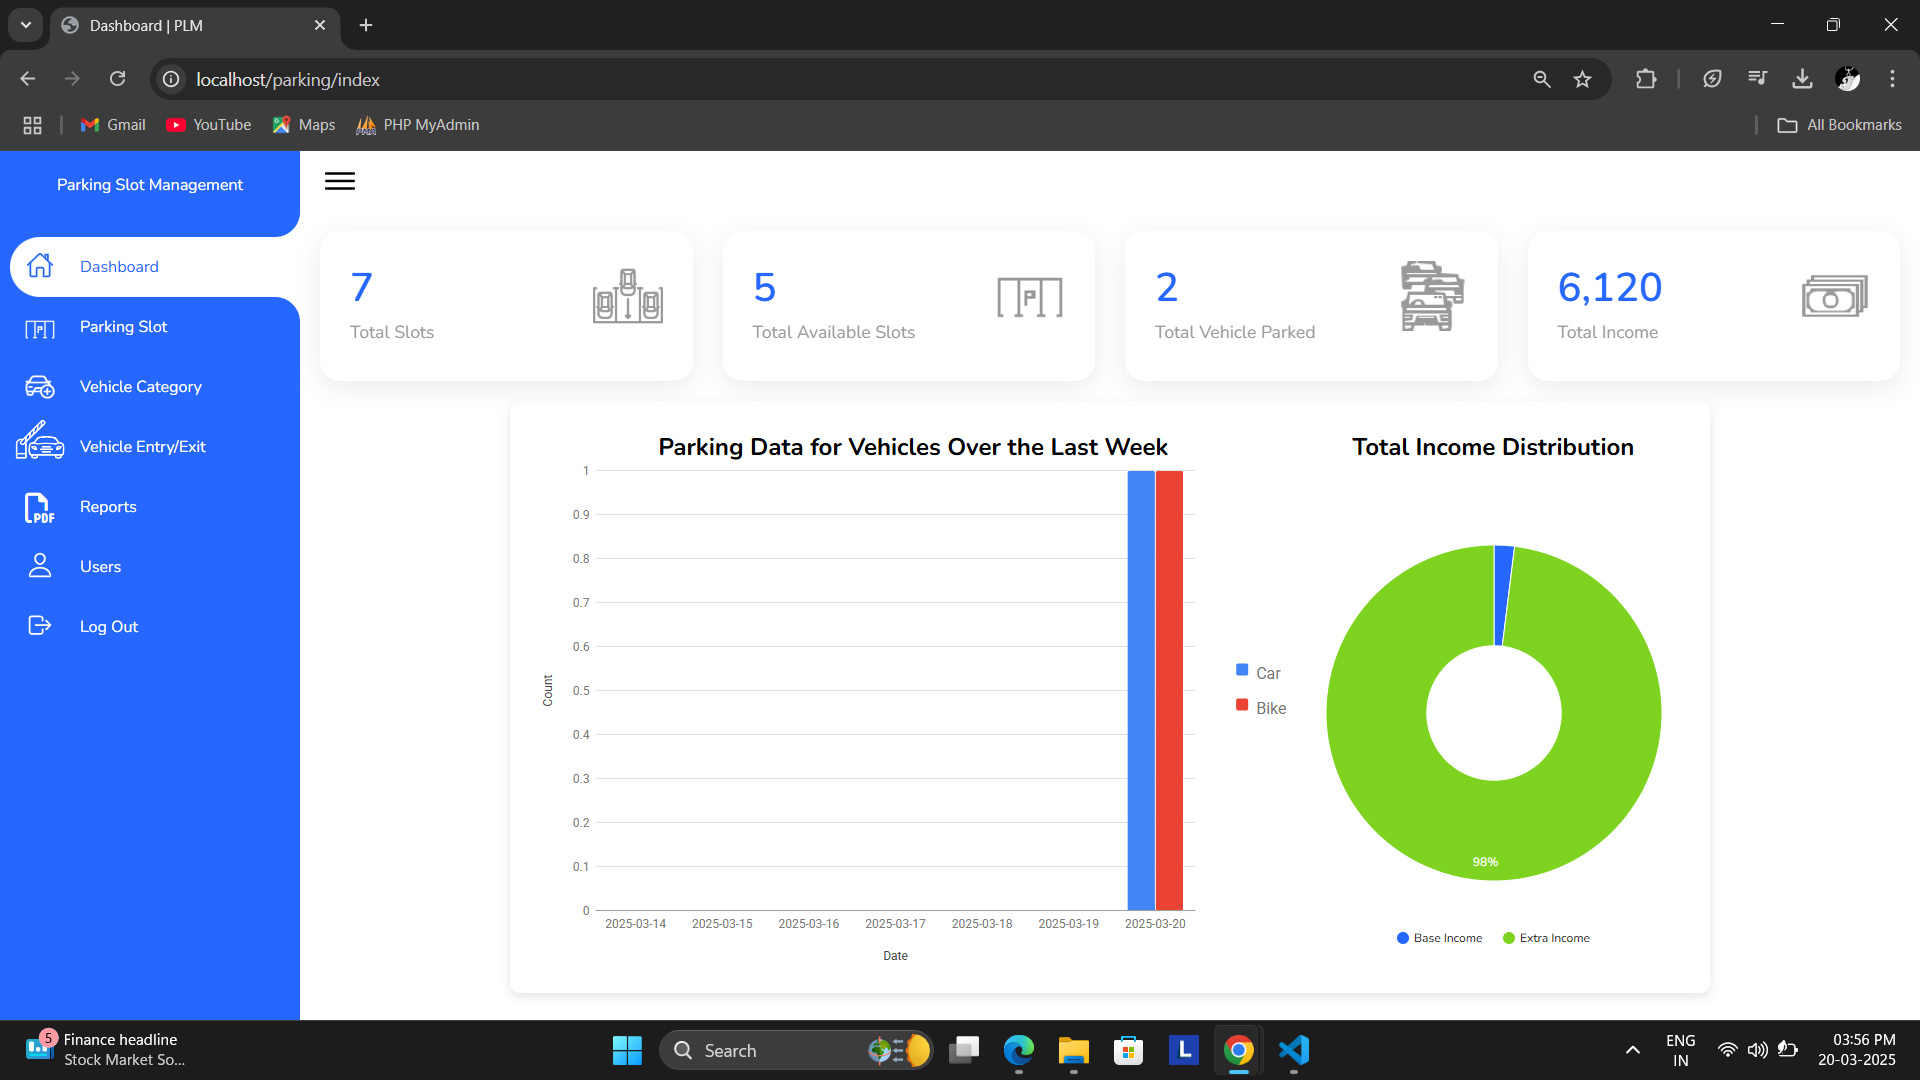 Dashboard | PLM
localhost/parking/index
Gmail
YouTube
Maps
PHP MyAdmin
All Bookmarks
Parking Slot Management
Dashboard
Parking Slot
Vehicle Category
Vehicle Entry/Exit
PDF
Reports
Users
Log Out
7
Total Slots
5
Total Available Slots
P
2
Total Vehicle Parked
6,120
Total Income
Parking Data for Vehicles Over the Last Week
1
0.9
0.8
0.7
0.6
0.5
0.4
0.3
0.2
0.1
0
Count
2025-03-14
2025-03-15
2025-03-16
2025-03-17
2025-03-18
2025-03-19
2025-03-20
Date
Car
Bike
Total Income Distribution
98%
Base Income
Extra Income
5
Finance headline
Stock Market So...
Search
L
ENG
IN
03:56 PM
20-03-2025